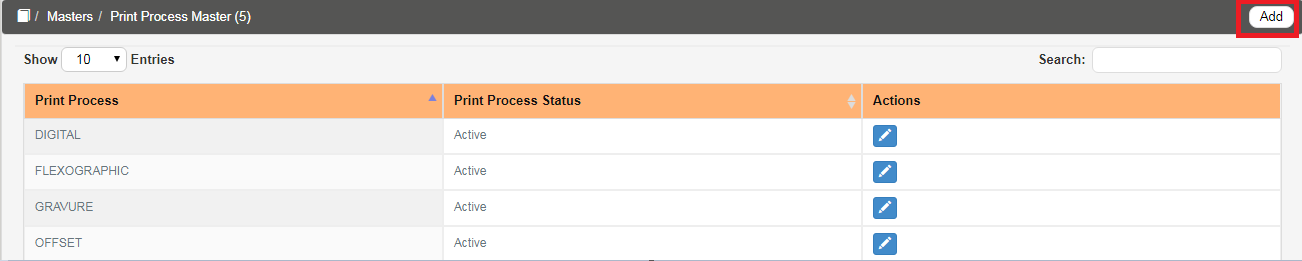 / Masters / Print Process Master (5) Add
Show 10 Entries Search:
Print Process Print Process Status Actions
DIGITAL Active
FLEXOGRAPHIC Active
GRAVURE Active
OFFSET Active